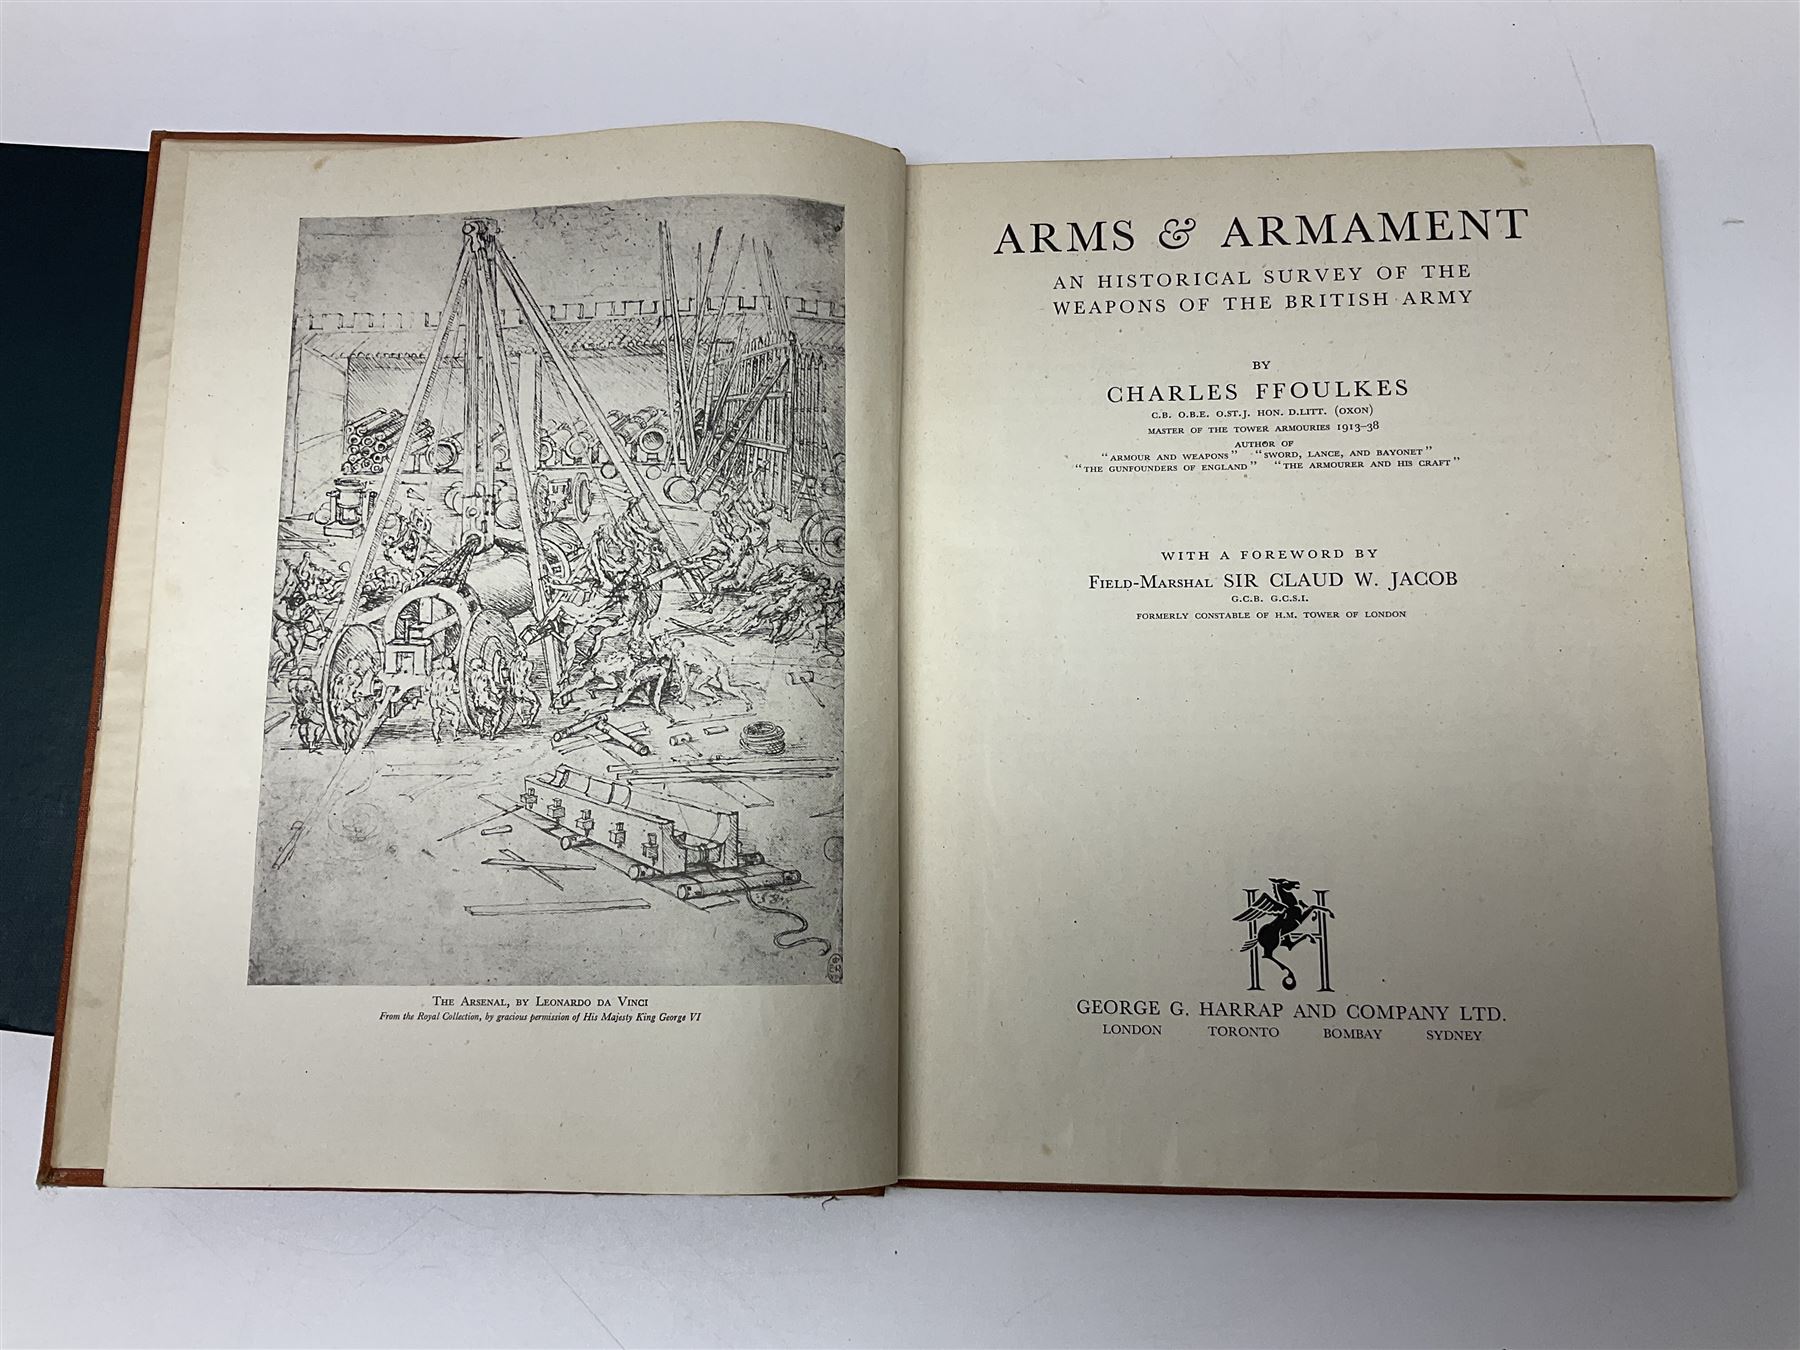 THE ARSENAL, BY LEONARDO DA VINCI
From the Royal Collection, by gracious permission of His Majesty King George VI
ARMS & ARMAMENT
AN HISTORICAL SURVEY OF THE
WEAPONS OF THE BRITISH ARMY
BY
CHARLES FFOULKES
C.B. O.B.E. O.ST.J. HON. D.LITT. (OXON)
MASTER OF THE TOWER ARMOURIES 1913-38
AUTHOR OF
"ARMOUR AND WEAPONS" "SWORD, LANCE, AND BAYONET"
"THE GUNFOUNDERS OF ENGLAND" "THE ARMOURER AND HIS CRAFT"
WITH A FOREWORD BY
FIELD-MARSHAL SIR CLAUD W. JACOB
G.C.B. G.C.S.I.
FORMERLY CONSTABLE OF H.M. TOWER OF LONDON
H
GEORGE G. HARRAP AND COMPANY LTD.
LONDON TORONTO BOMBAY SYDNEY